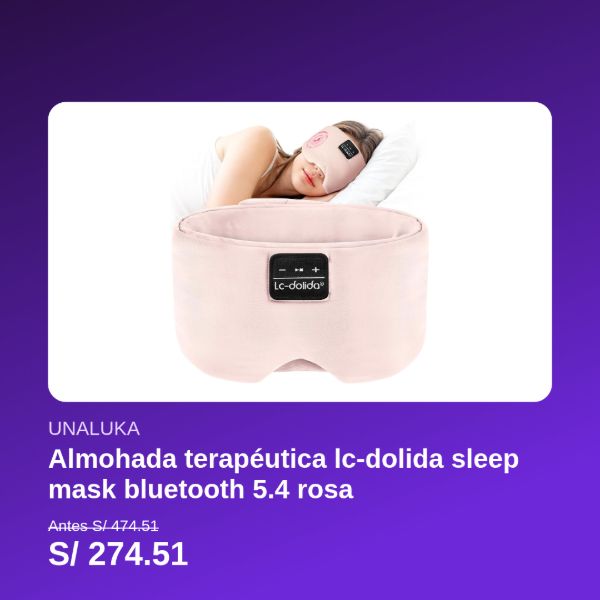 Lc-dolida
UNALUKA
Almohada terapéutica lc-dolida sleep
mask bluetooth 5.4 rosa
Antes S/ 474.51
S/ 274.51